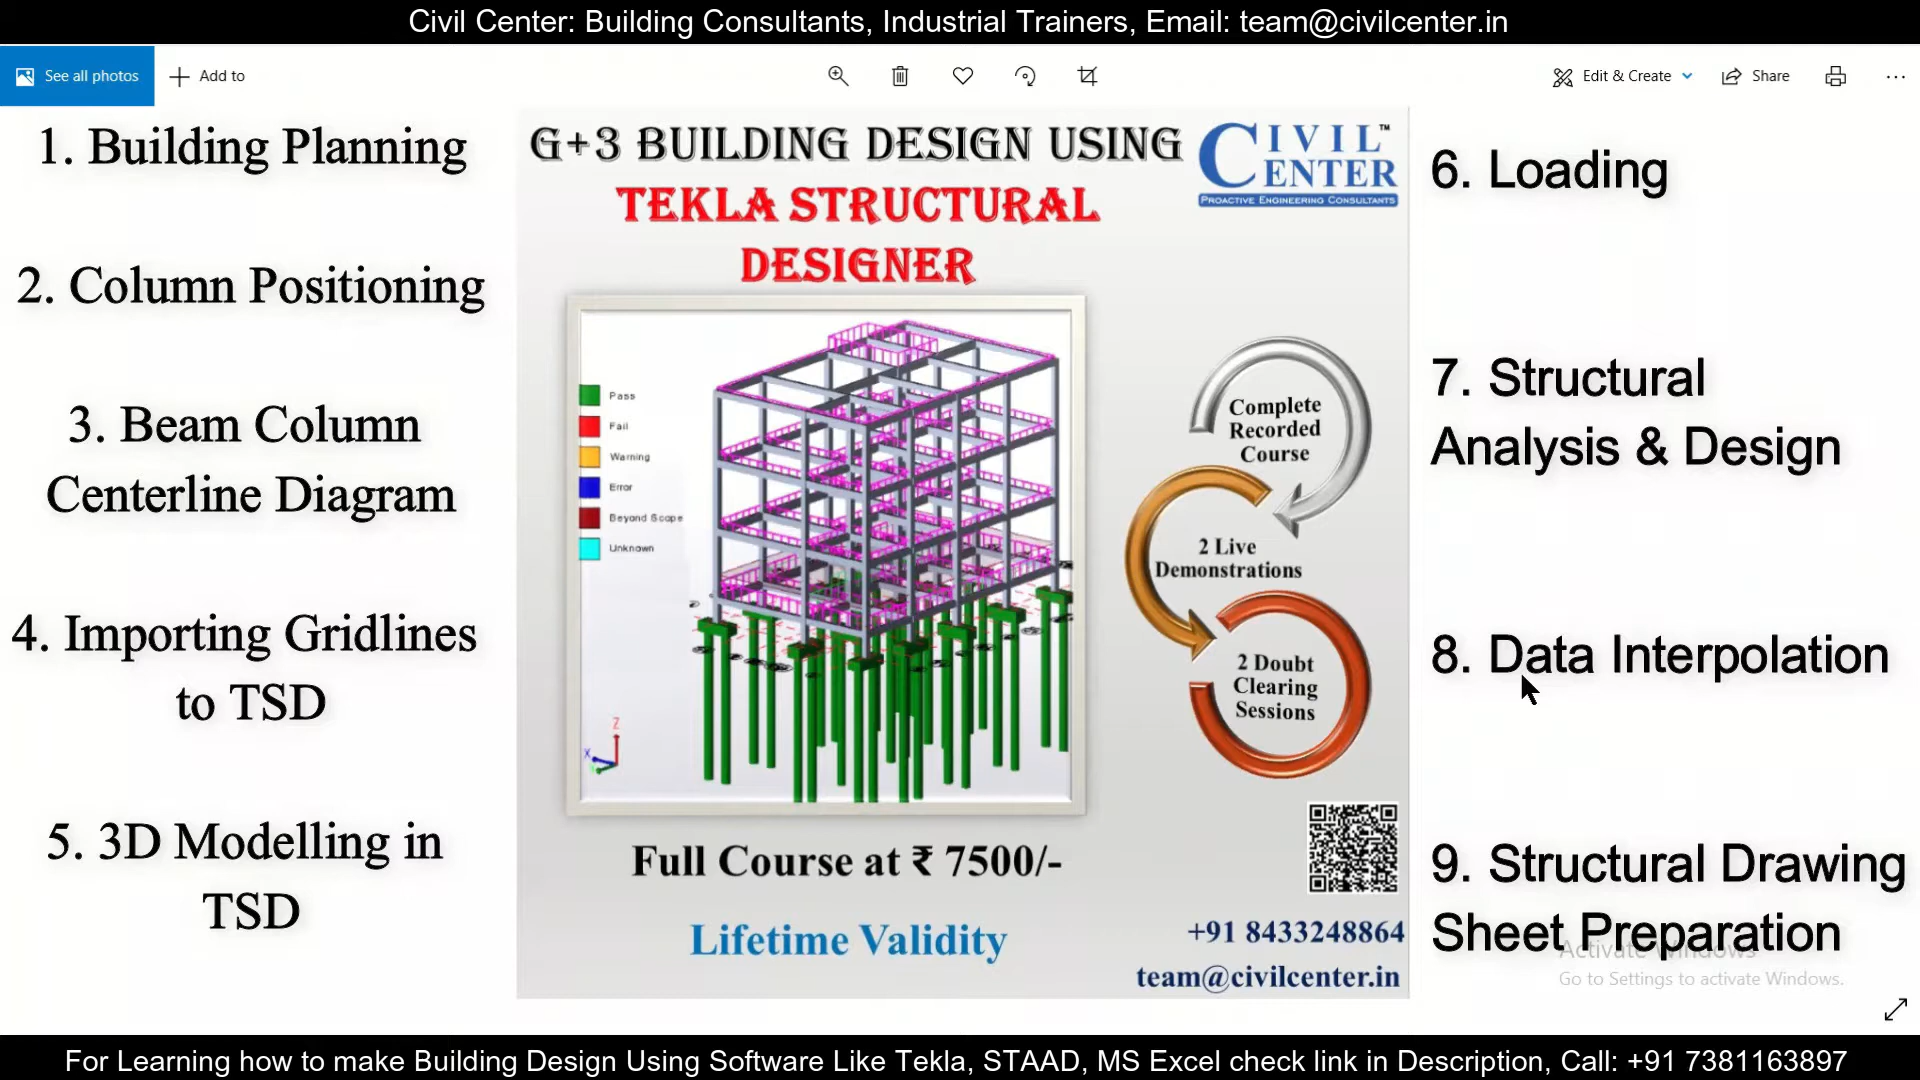 Civil Center: Building Consultants, Industrial Trainers, Email: team@civilcenter.in
See all photos
Add to
Edit & Create
Share
1. Building Planning
2. Column Positioning
3. Beam Column
Centerline Diagram
4. Importing Gridlines
to TSD
5. 3D Modelling in
TSD
G+3 BUILDING DESIGN USING
TEKLA STRUCTURAL
DESIGNER
CIVIL™
CENTER
PROACTIVE ENGINEERING CONSULTANTS
Pass
Fail
Warning
Error
Beyond Scope
Unknown
Z
X
Complete
Recorded
Course
2 Live
Demonstrations
2 Doubt
Clearing
Sessions
Full Course at ₹ 7500/-
Lifetime Validity
+91 8433248864
team@civilcenter.in
6. Loading
7. Structural
Analysis & Design
8. Data Interpolation
9. Structural Drawing
Sheet Preparation
Activate Windows
Go to Settings to activate Windows.
For Learning how to make Building Design Using Software Like Tekla, STAAD, MS Excel check link in Description, Call: +91 7381163897